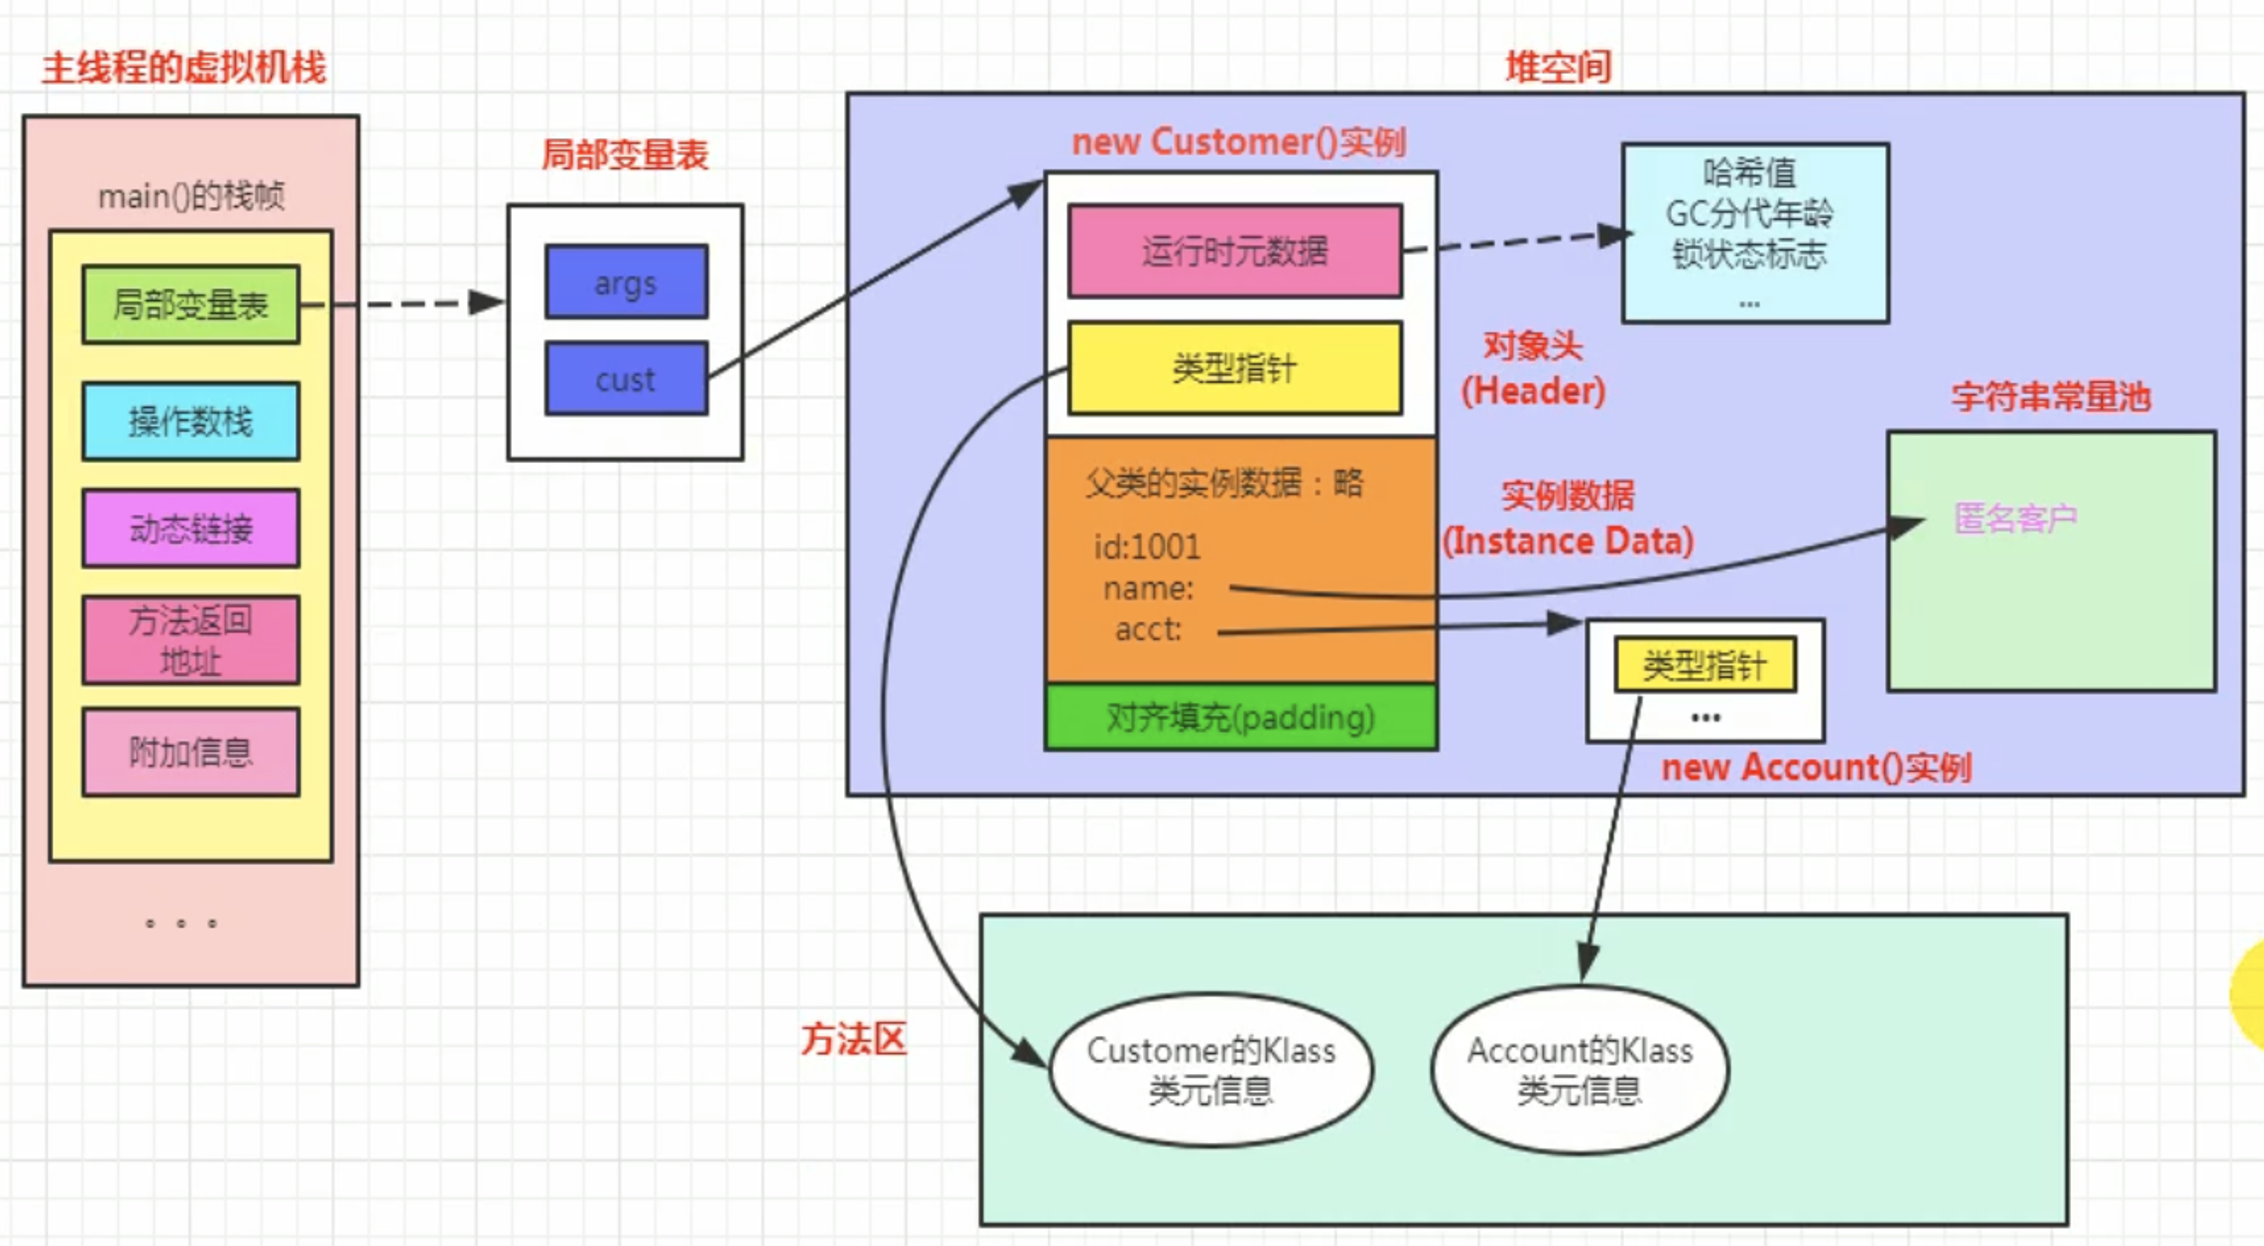 主线程的虚拟机栈
main()的栈帧
局部变量表
操作数栈
动态链接
方法返回
地址
附加信息
。。。
局部变量表
args
cust
堆空间
new Customer()实例
运行时元数据
类型指针
对象头
(Header)
哈希值
GC分代年龄
锁状态标志
...
父类的实例数据：略
id:1001
name:
acct:
实例数据
(Instance Data)
对齐填充(padding)
字符串常量池
匿名客户
类型指针
...
new Account()实例
方法区
Customer的Klass
类元信息
Account的Klass
类元信息